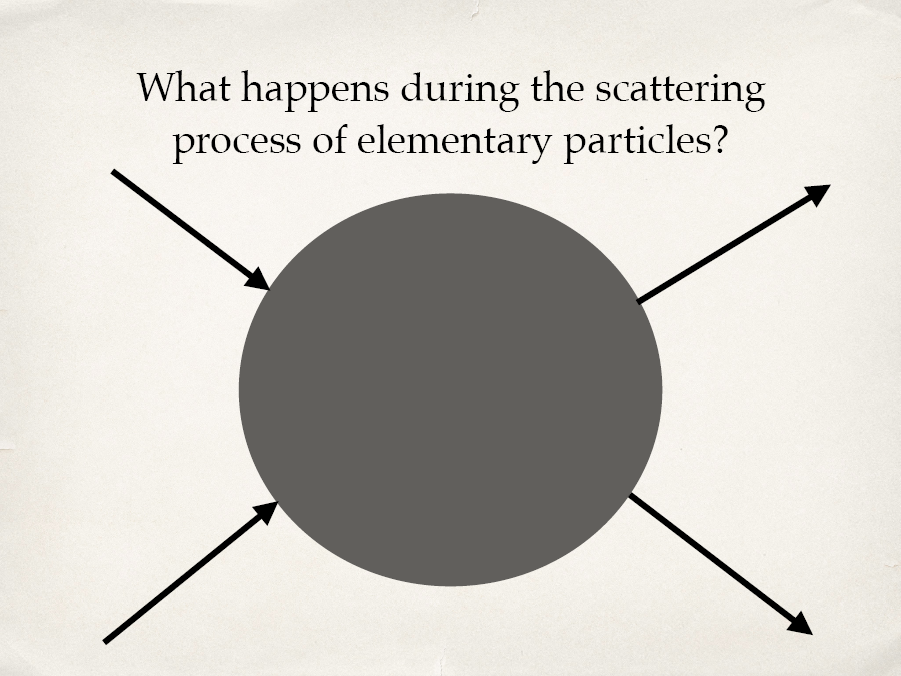 What happens during the scattering
process of elementary particles?